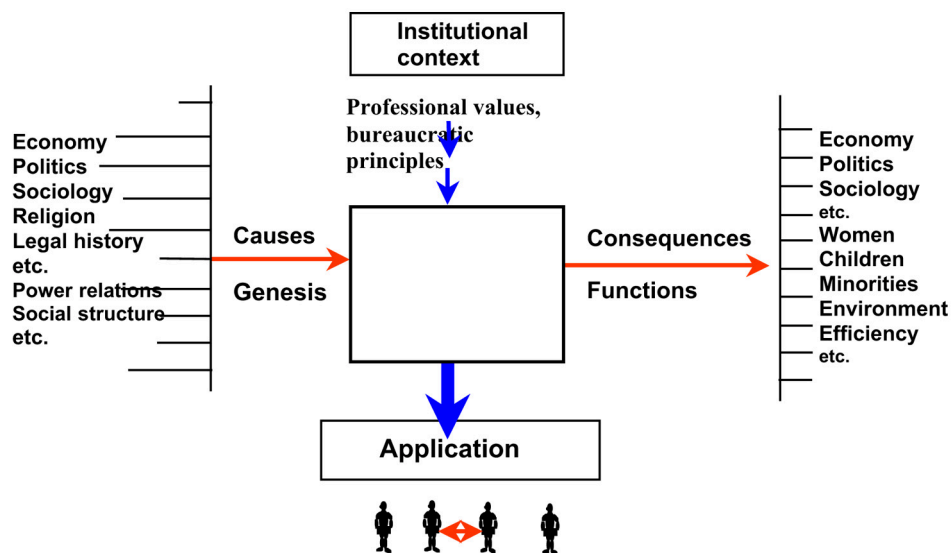 Institutional
context
Professional values,
bureaucratic
principles
Economy
Politics
Sociology
Religion
Legal history
etc.
Power relations
Social structure
etc.
Causes
Genesis
Consequences
Functions
Economy
Politics
Sociology
etc.
Women
Children
Minorities
Environment
Efficiency
etc.
Application